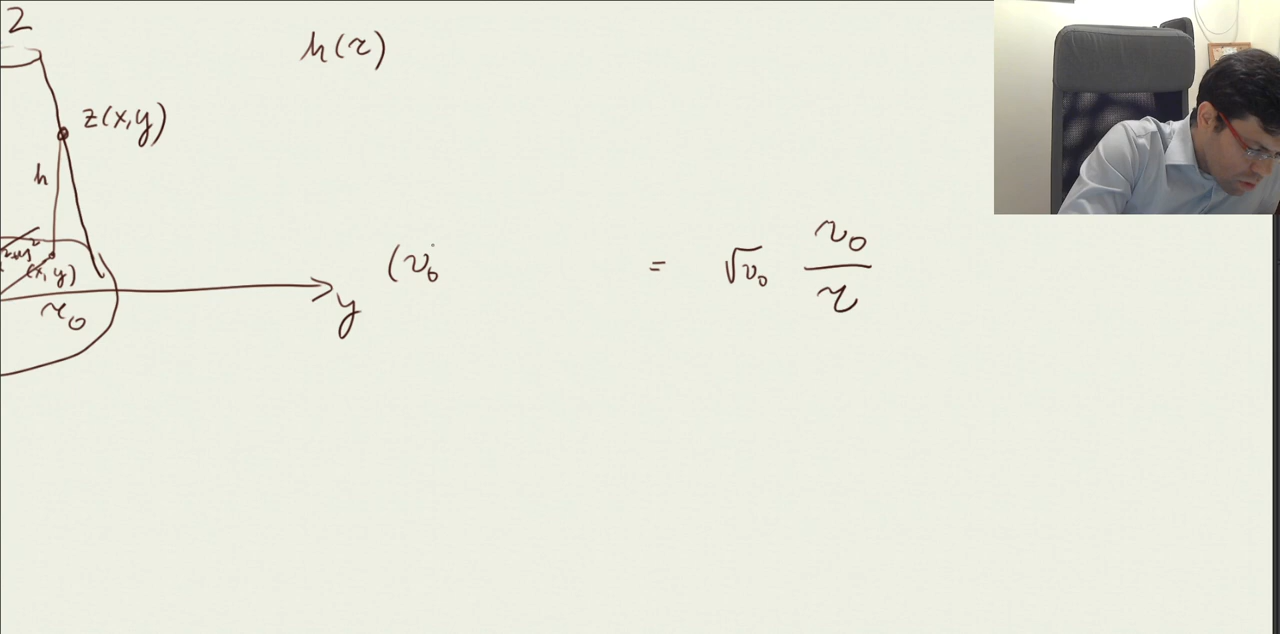 2
h(r)
z(x,y)
h
(x,y)
r₀
y
(v₀ = √v₀ r₀/r